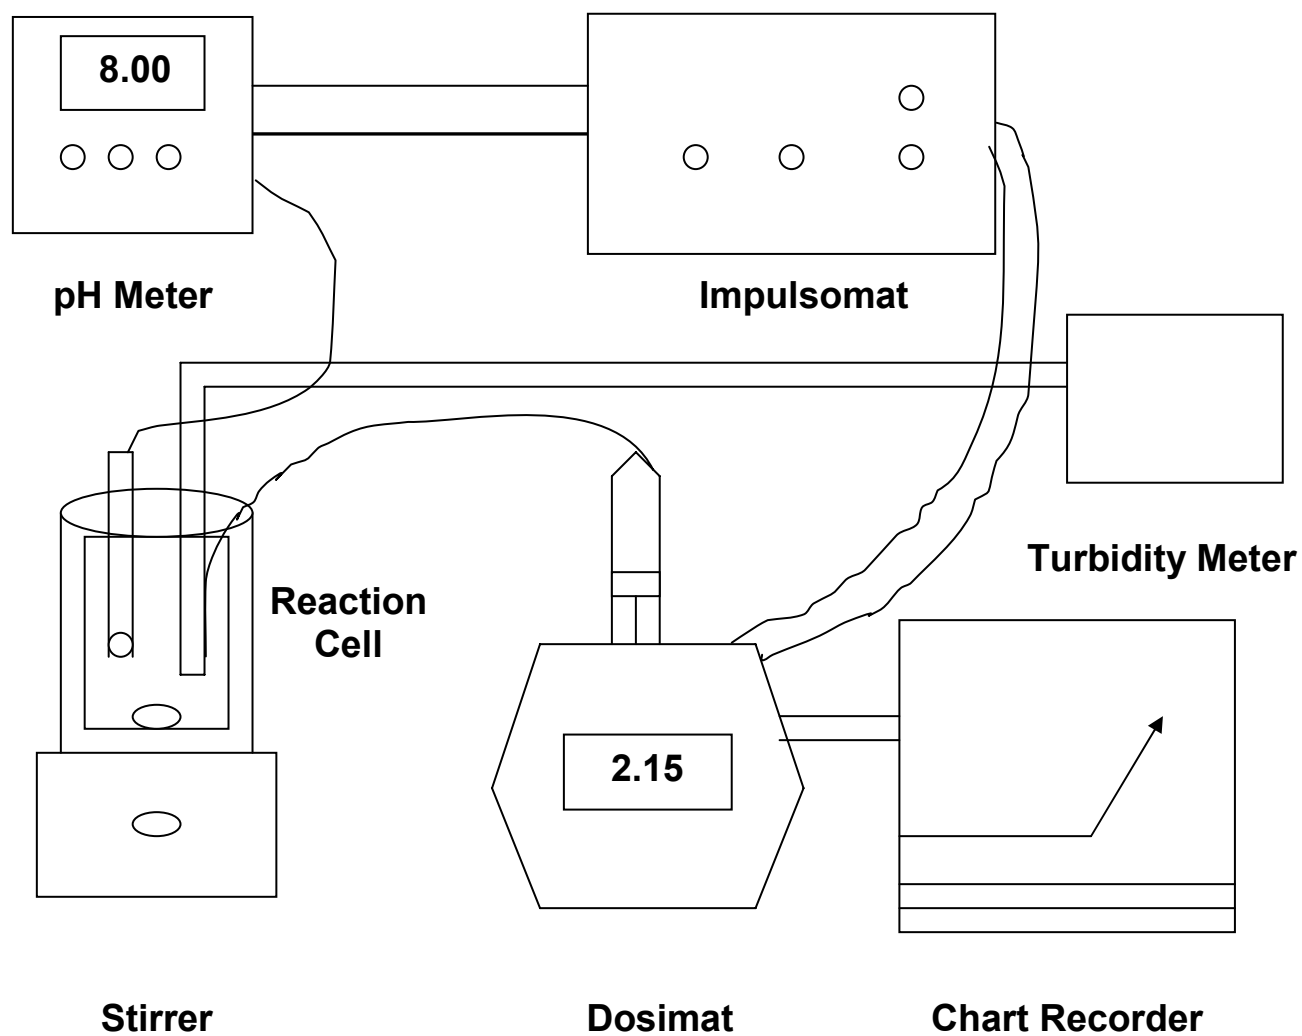 8.00
pH Meter
Impulsomat
Turbidity Meter
Reaction
Cell
2.15
Stirrer
Dosimat
Chart Recorder